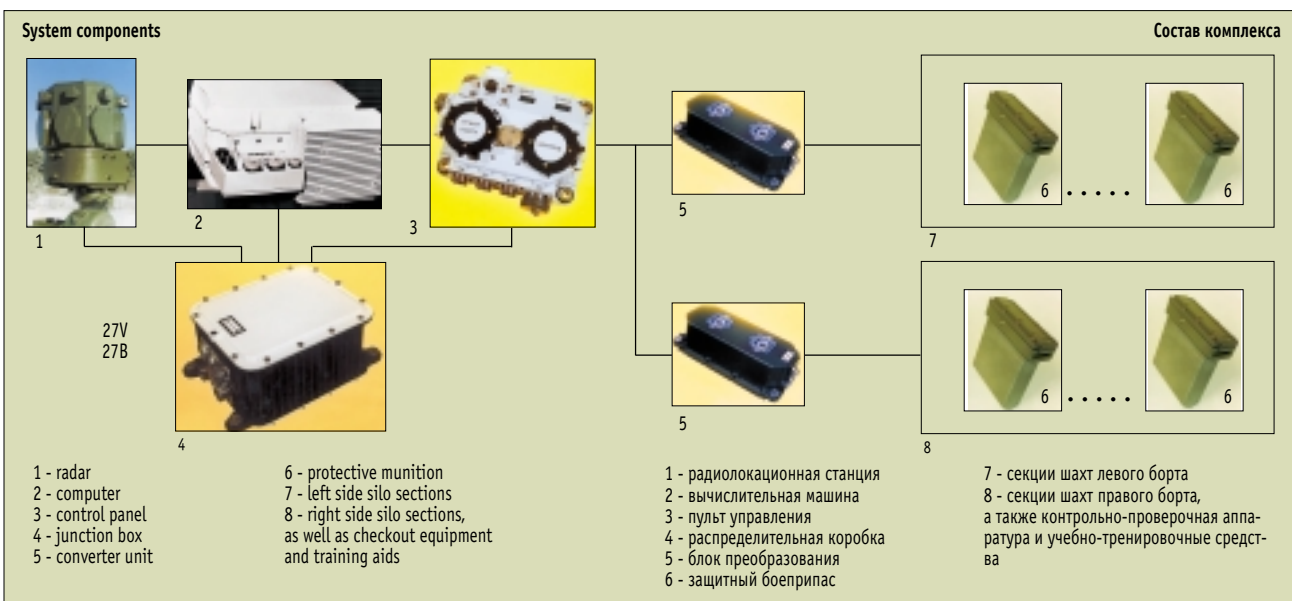 System components
Состав комплекса
1
2
3
5
6
.....
6
7
27V
27В
4
5
6
.....
6
8
1 - radar
2 - computer
3 - control panel
4 - junction box
5 - converter unit
6 - protective munition
7 - left side silo sections
8 - right side silo sections,
as well as checkout equipment
and training aids
1 - радиолокационная станция
2 - вычислительная машина
3 - пульт управления
4 - распределительная коробка
5 - блок преобразования
6 - защитный боеприпас
7 - секции шахт левого борта
8 - секции шахт правого борта,
а также контрольно-проверочная аппа-
ратура и учебно-тренировочные средст-
ва